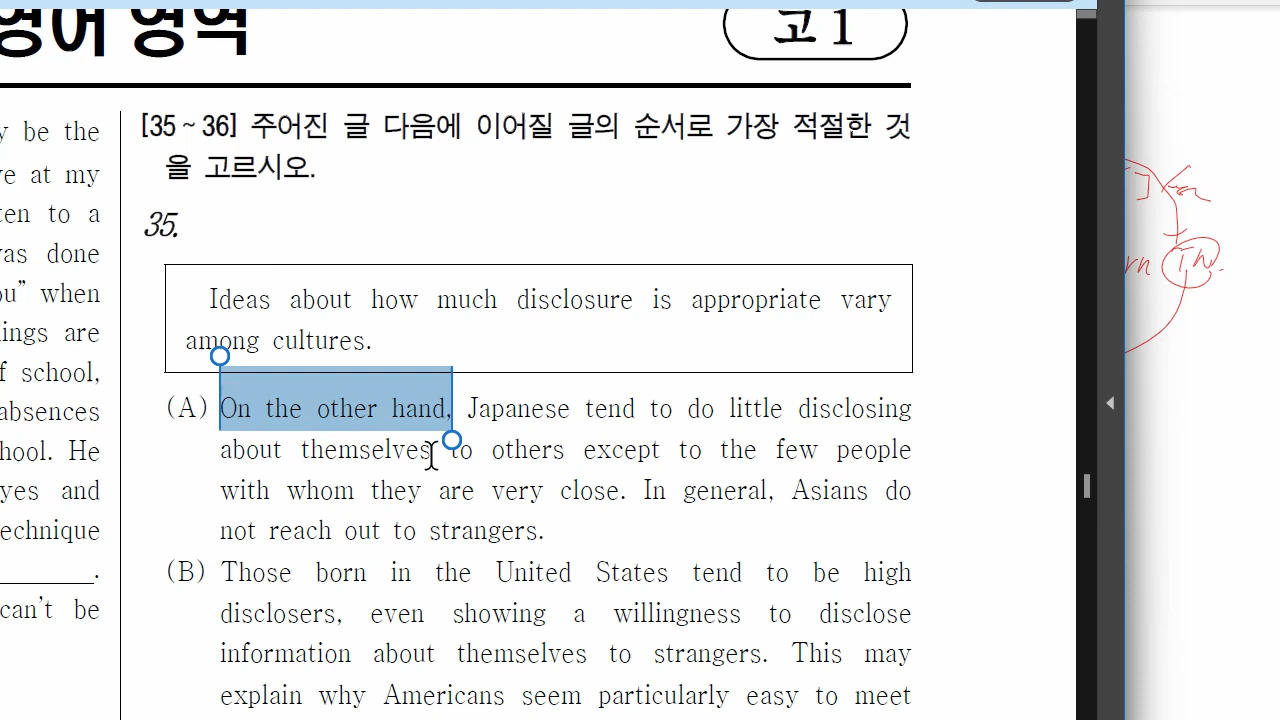 영어 영역
고 1
y be the
ve at my
ten to a
was done
ou” when
ings are
f school,
absences
hool. He
yes and
echnique
.
can't be
[35~36] 주어진 글 다음에 이어질 글의 순서로 가장 적절한 것
을 고르시오.
35.
Ideas about how much disclosure is appropriate vary
among cultures.
(A) On the other hand, Japanese tend to do little disclosing
about themselves to others except to the few people
with whom they are very close. In general, Asians do
not reach out to strangers.
(B) Those born in the United States tend to be high
disclosers, even showing a willingness to disclose
information about themselves to strangers. This may
explain why Americans seem particularly easy to meet